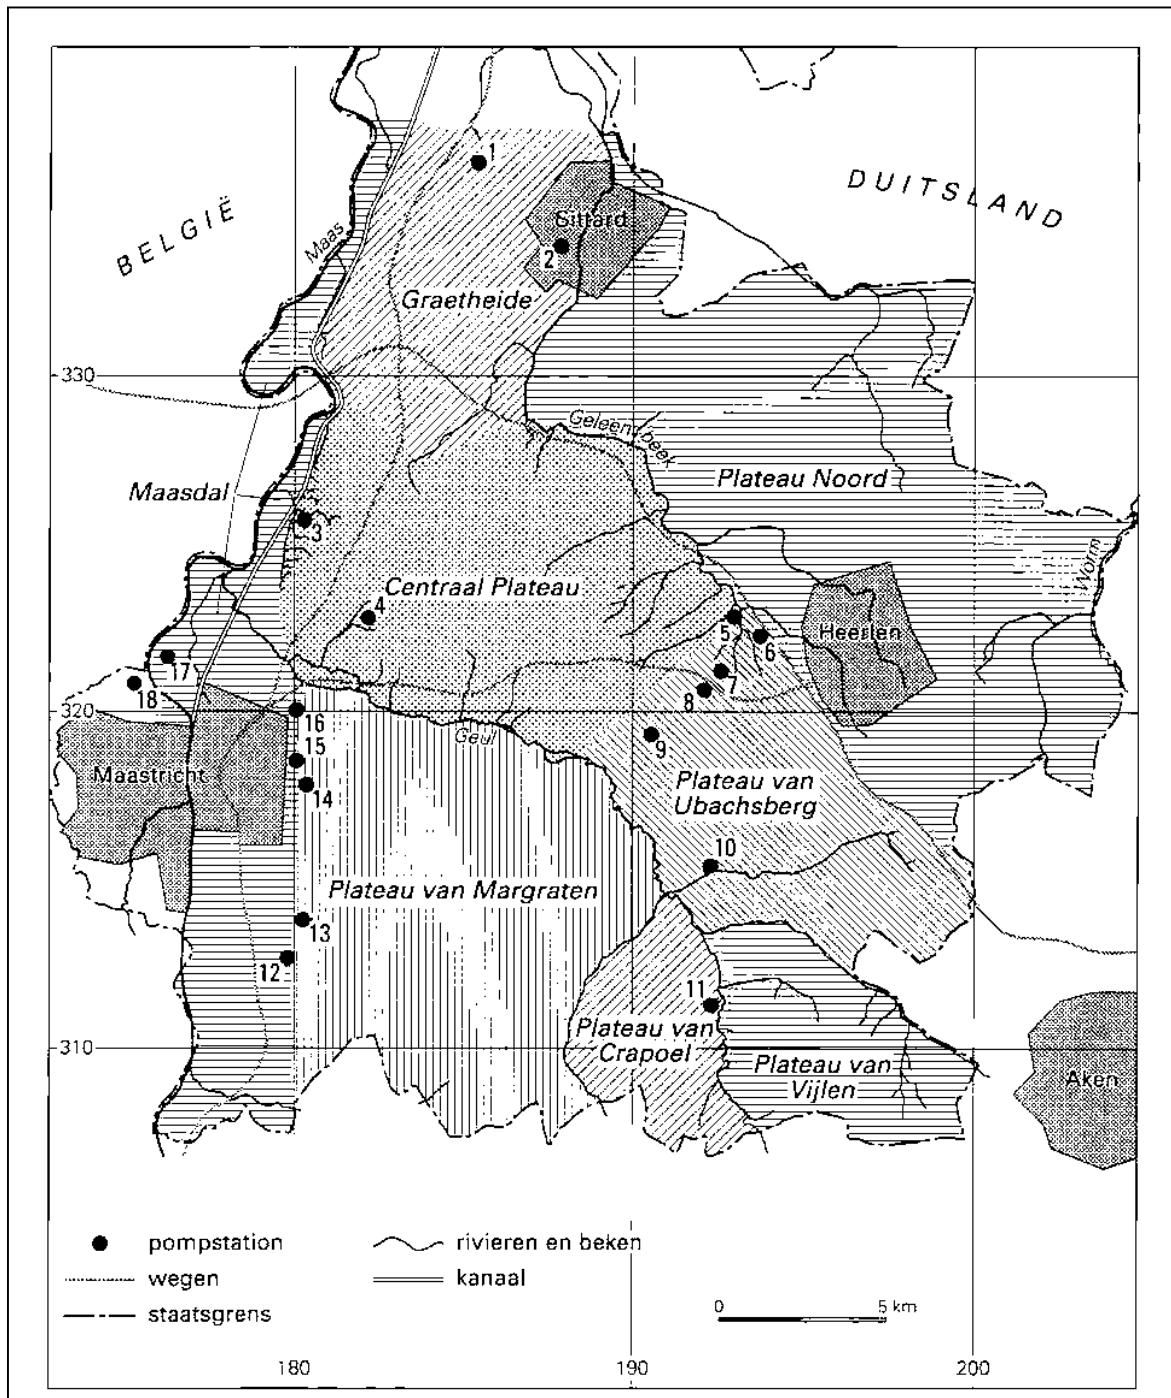 1
DUITSLAND
BELGIË
Sittard
Maas
2
Graetheide
330
Geleenbeek
Plateau Noord
Maasdal
3
Worm
Centraal Plateau
4
5
6
Heerlen
17
7
18
8
320
16
Geul
9
15
Maastricht
14
Plateau van
Ubachsberg
10
Plateau van Margraten
13
12
11
Plateau van
Crapoel
310
Plateau van
Vijlen
Aken
pompstation
rivieren en beken
wegen
kanaal
staatsgrens
0
5 km
180
190
200